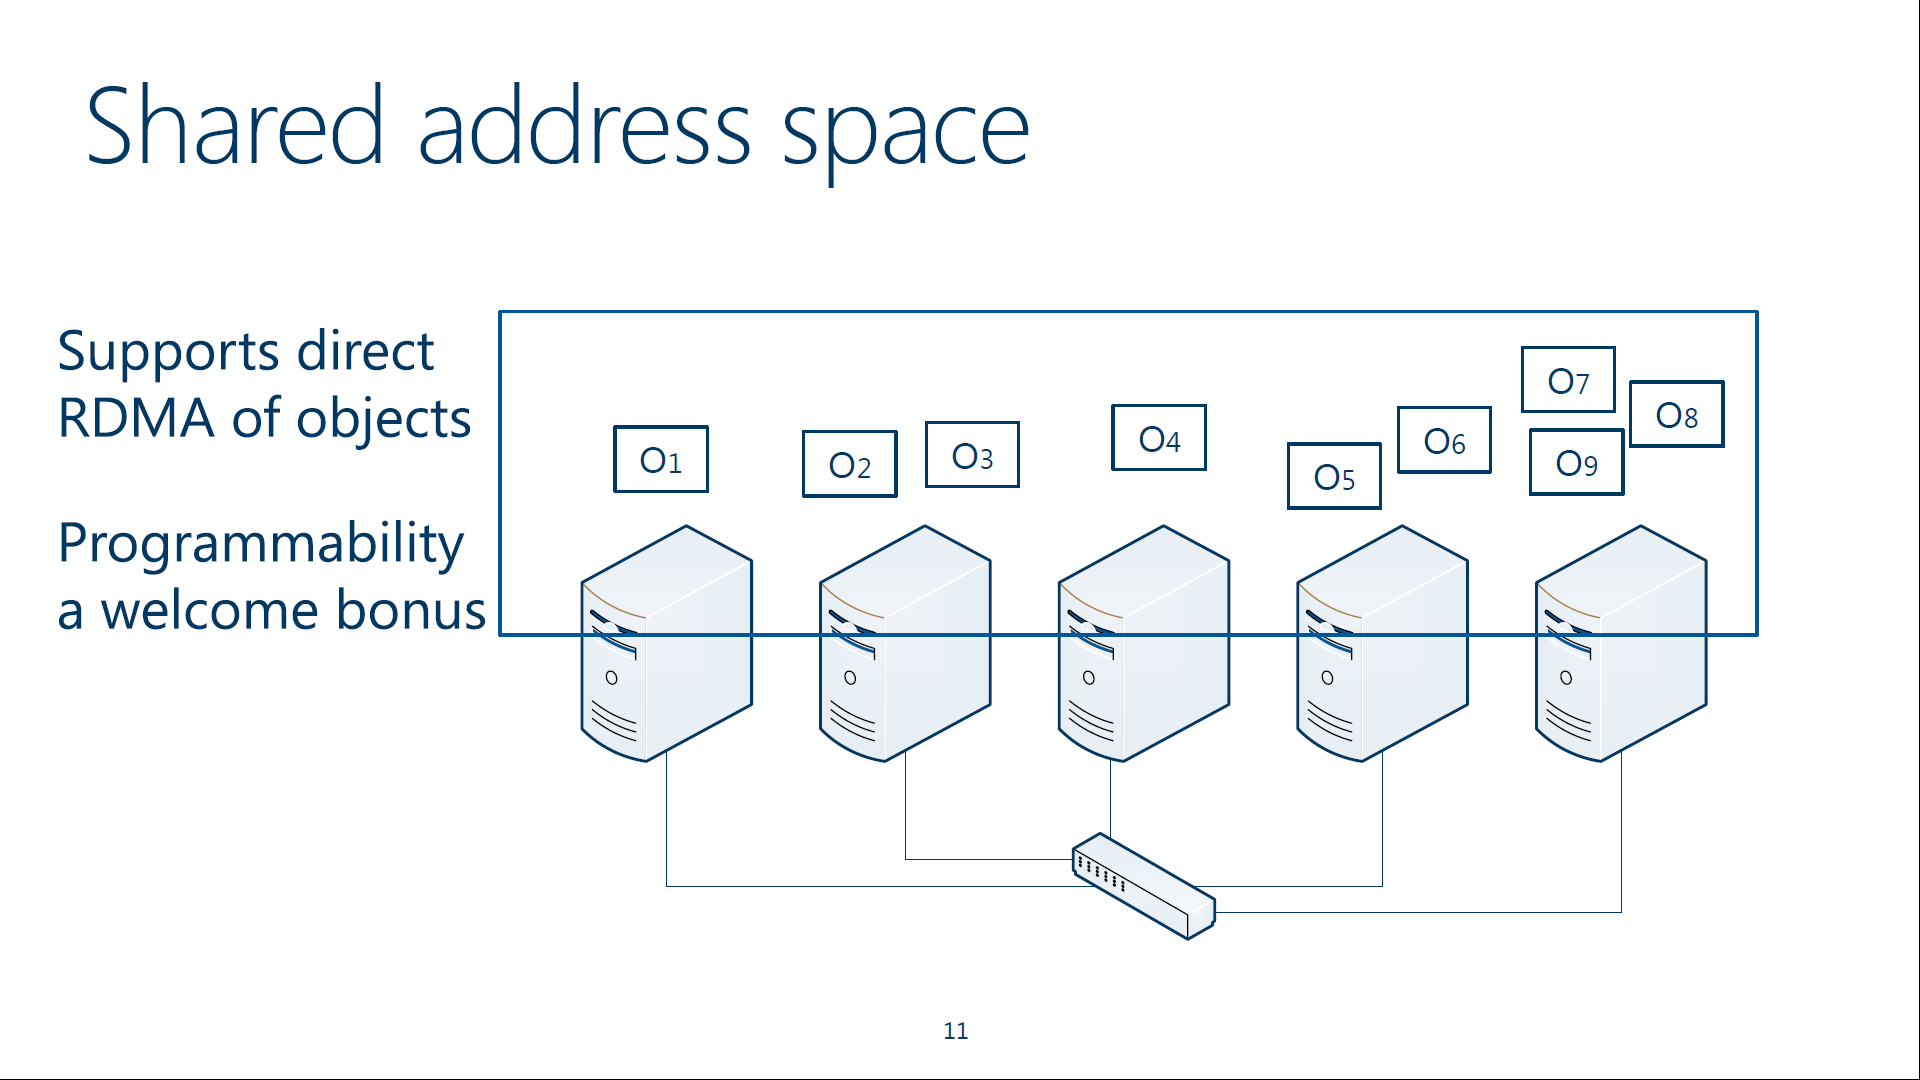 Shared address space
Supports direct
RDMA of objects
Programmability
a welcome bonus
O1
O2
O3
O4
O5
O6
O7
O8
O9
11